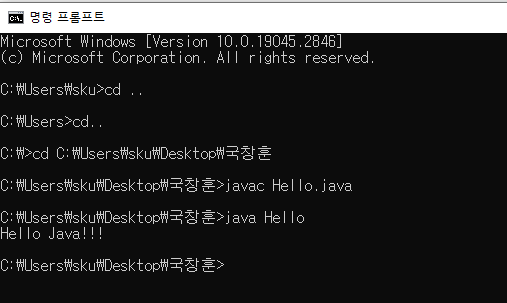 명령 프롬프트
Microsoft Windows [Version 10.0.19045.2846]
(c) Microsoft Corporation. All rights reserved.
C:₩Users₩sku>cd ..
C:₩Users>cd..
C:₩>cd C:₩Users₩sku₩Desktop₩국창훈
C:₩Users₩sku₩Desktop₩국창훈>javac Hello.java
C:₩Users₩sku₩Desktop₩국창훈>java Hello
Hello Java!!!
C:₩Users₩sku₩Desktop₩국창훈>